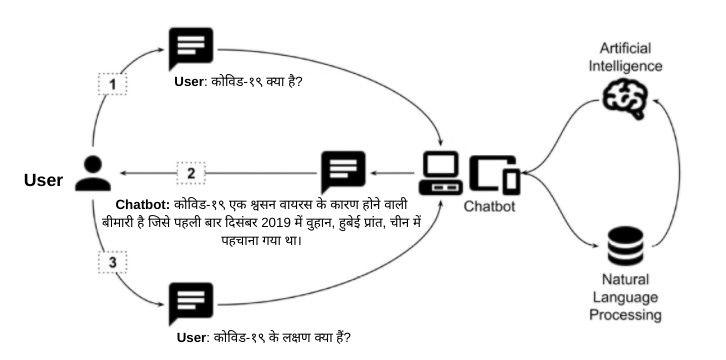 1
User: कोविड-१९ क्या है?
Artificial
Intelligence
User
2
Chatbot: कोविड-१९ एक श्वसन वायरस के कारण होने वाली
बीमारी है जिसे पहली बार दिसंबर 2019 में वुहान, हुबेई प्रांत, चीन में
पहचाना गया था।
Chatbot
3
Natural
Language
Processing
User: कोविड-१९ के लक्षण क्या हैं?